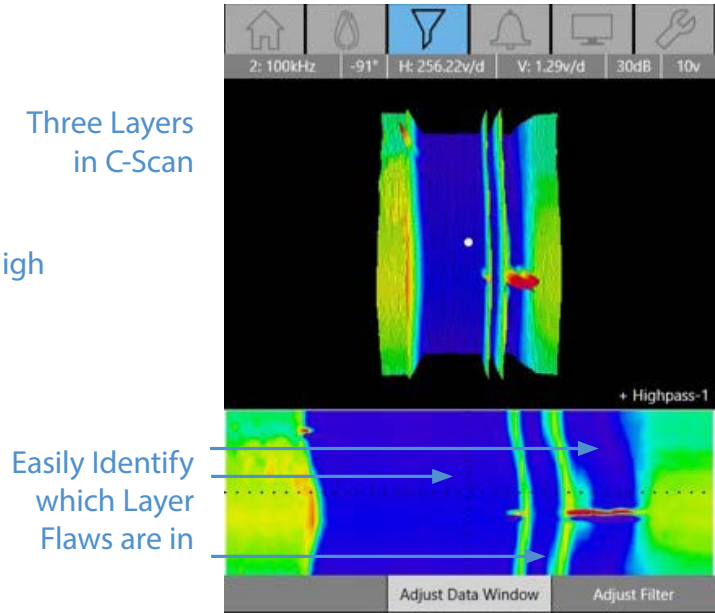 2: 100kHz -91° H: 256.22v/d V: 1.29v/d 30dB 10v
Three Layers
in C-Scan
igh
+ Highpass-1
Easily Identify
which Layer
Flaws are in
Adjust Data Window Adjust Filter